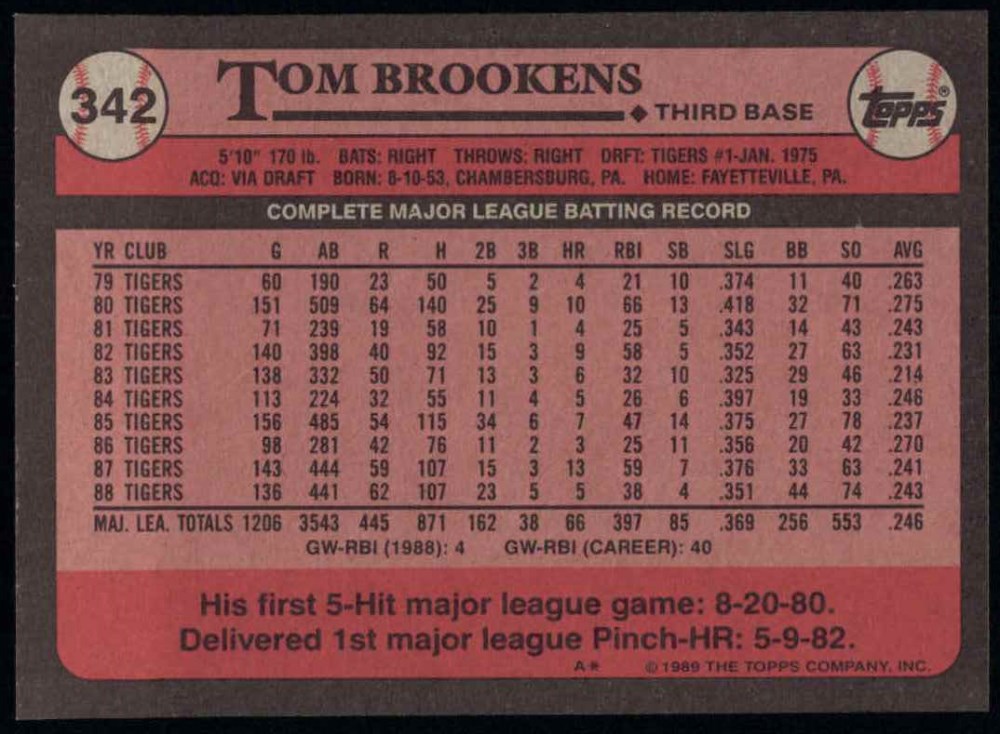 342
TOM BROOKENS
THIRD BASE
TOPPS®
5'10" 170 lb. BATS: RIGHT THROWS: RIGHT DRFT: TIGERS #1-JAN. 1975
ACQ: VIA DRAFT BORN: 8-10-53, CHAMBERSBURG, PA. HOME: FAYETTEVILLE, PA.
COMPLETE MAJOR LEAGUE BATTING RECORD
YR CLUB G AB R H 2B 3B HR RBI SB SLG BB SO AVG
79 TIGERS 60 190 23 50 5 2 4 21 10 .374 11 40 .263
80 TIGERS 151 509 64 140 25 9 10 66 13 .418 32 71 .275
81 TIGERS 71 239 19 58 10 1 4 25 5 .343 14 43 .243
82 TIGERS 140 398 40 92 15 3 9 58 5 .352 27 63 .231
83 TIGERS 138 332 50 71 13 3 6 32 10 .325 29 46 .214
84 TIGERS 113 224 32 55 11 4 5 26 6 .397 19 33 .246
85 TIGERS 156 485 54 115 34 6 7 47 14 .375 27 78 .237
86 TIGERS 98 281 42 76 11 2 3 25 11 .356 20 42 .270
87 TIGERS 143 444 59 107 15 3 13 59 7 .376 33 63 .241
88 TIGERS 136 441 62 107 23 5 5 38 4 .351 44 74 .243
MAJ. LEA. TOTALS 1206 3543 445 871 162 38 66 397 85 .369 256 553 .246
GW-RBI (1988): 4 GW-RBI (CAREER): 40
His first 5-Hit major league game: 8-20-80.
Delivered 1st major league Pinch-HR: 5-9-82.
A* © 1989 THE TOPPS COMPANY, INC.